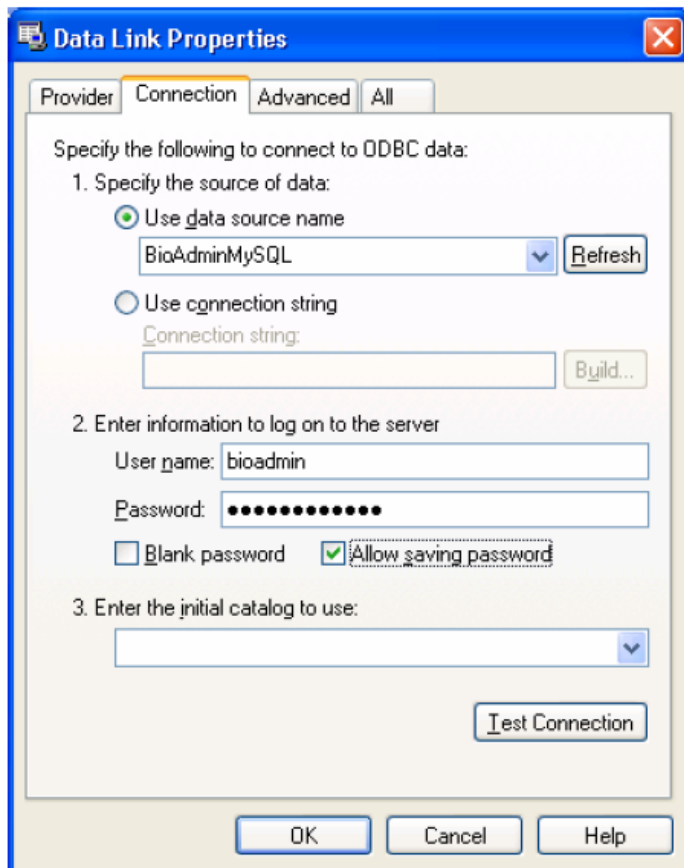 Data Link Properties
Provider Connection Advanced All
Specify the following to connect to ODBC data:
1. Specify the source of data:
Use data source name
BioAdminMySQL Refresh
Use connection string
Connection string:
Build...
2. Enter information to log on to the server
User name: bioadmin
Password: ●●●●●●●●●●●●
Blank password Allow saving password
3. Enter the initial catalog to use:
Test Connection
OK Cancel Help